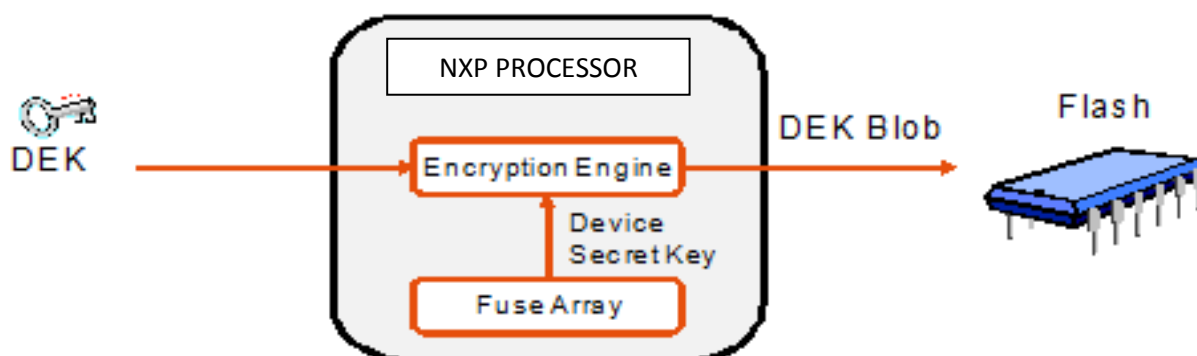 NXP PROCESSOR
DEK
Encryption Engine
DEK Blob
Flash
Device
Secret Key
Fuse Array